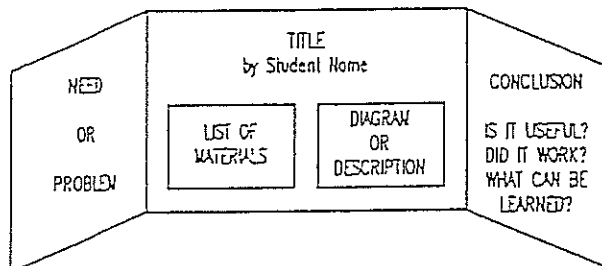 NEED
OR
PROBLEM
TITLE
by Student Name
LIST OF
MATERIALS
DIAGRAM
OR
DESCRIPTION
CONCLUSION
IS IT USEFUL?
DID IT WORK?
WHAT CAN BE
LEARNED?